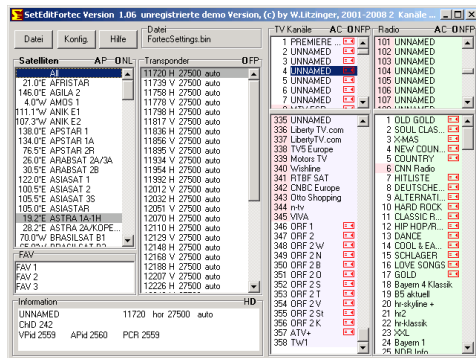 SetEditFortec Version 1.06 unregistrierte demo Version, (c) by W.Litzinger, 2001-2008 2 Kanäle ...
Datei
Konfig.
Hilfe
Datei
FortecSettings.bin
Satelliten AP ONL
All
21.0°E AFRISTAR
146.0°E AGILA 2
4.0°W AMOS 1
111.1°W ANIK E1
107.3°W ANIK E2
138.0°E APSTAR 1
134.0°E APSTAR 1A
76.5°E APSTAR 2R
26.0°E ARABSAT 2A/3A
30.5°E ARABSAT 2B
122.0°E ASIASAT 1
100.5°E ASIASAT 2
105.5°E ASIASAT 3S
105.0°E ASIASTAR
19.2°E ASTRA 1A-1H
28.2°E ASTRA 2A/KOPE...
70.0°W BRASILSAT B1
FAV
FAV 1
FAV 2
FAV 3
Transponder OFP
11720 H 27500 auto
11739 V 27500 auto
11758 H 27500 auto
11778 V 27500 auto
11798 H 27500 auto
11817 V 27500 auto
11836 H 27500 auto
11856 V 27500 auto
11895 V 27500 auto
11934 V 27500 auto
11954 H 27500 auto
11992 H 27500 auto
12012 V 27500 auto
12032 H 27500 auto
12051 V 27500 auto
12070 H 27500 auto
12110 H 27500 auto
12129 V 27500 auto
12148 H 27500 auto
12168 V 27500 auto
12188 H 27500 auto
12207 V 27500 auto
12226 H 27500 auto
Information HD
UNNAMED 11720 hor 27500 auto
ChID 242
VPid 2559 APid 2560 PCR 2559
TV Kanäle AC ONFP
1 PREMIERE ...
2 UNNAMED
3 UNNAMED
4 UNNAMED
5 UNNAMED
6 UNNAMED
7 UNNAMED
335 UNNAMED
336 Liberty TV.com
337 LibertyTV.com
338 TV5 Europe
339 Motors TV
340 Wishline
341 RTBF SAT
342 CNBC Europe
343 Otto Shopping
344 n-tv
345 VIVA
346 ORF 1
347 ORF 2
348 ORF 2 W
349 ORF 2 N
350 ORF 2 B
351 ORF 2 O
352 ORF 2 S
353 ORF 2 T
354 ORF 2 V
355 ORF 2 St
356 ORF 2 K
357 ATV+
358 TW1
Radio AC ONFP
101 UNNAMED
102 UNNAMED
102 UNNAMED
104 UNNAMED
105 UNNAMED
106 UNNAMED
107 UNNAMED
1 OLD GOLD
2 SOUL CLAS...
3 X-MAS
4 NEW COUN...
5 COUNTRY
6 CNN Radio
7 HITLISTE
8 DEUTSCHE...
9 ALTERNATI...
10 HARD ROCK
11 CLASSIC R...
12 HIP HOP/R...
13 DANCE
14 COOL & EA...
15 SCHLAGER
16 LOVE SONGS
17 GOLD
18 Bayern 4 Klassik
19 B5 aktuell
20 hr-skyline +
21 hr2
22 hr-klassik
23 XXL
24 Bayern 1
25 NDR Info